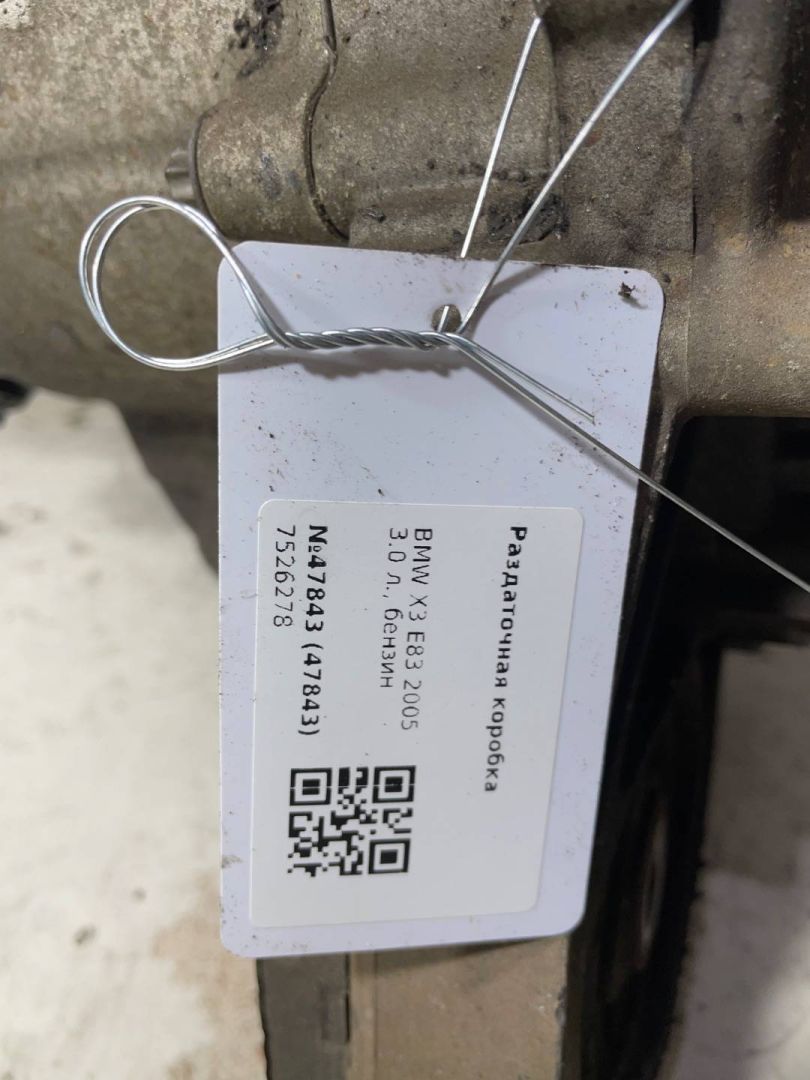 Раздаточная коробка
BMW X3 E83 2005
3.0 л., бензин
№47843 (47843)
7526278